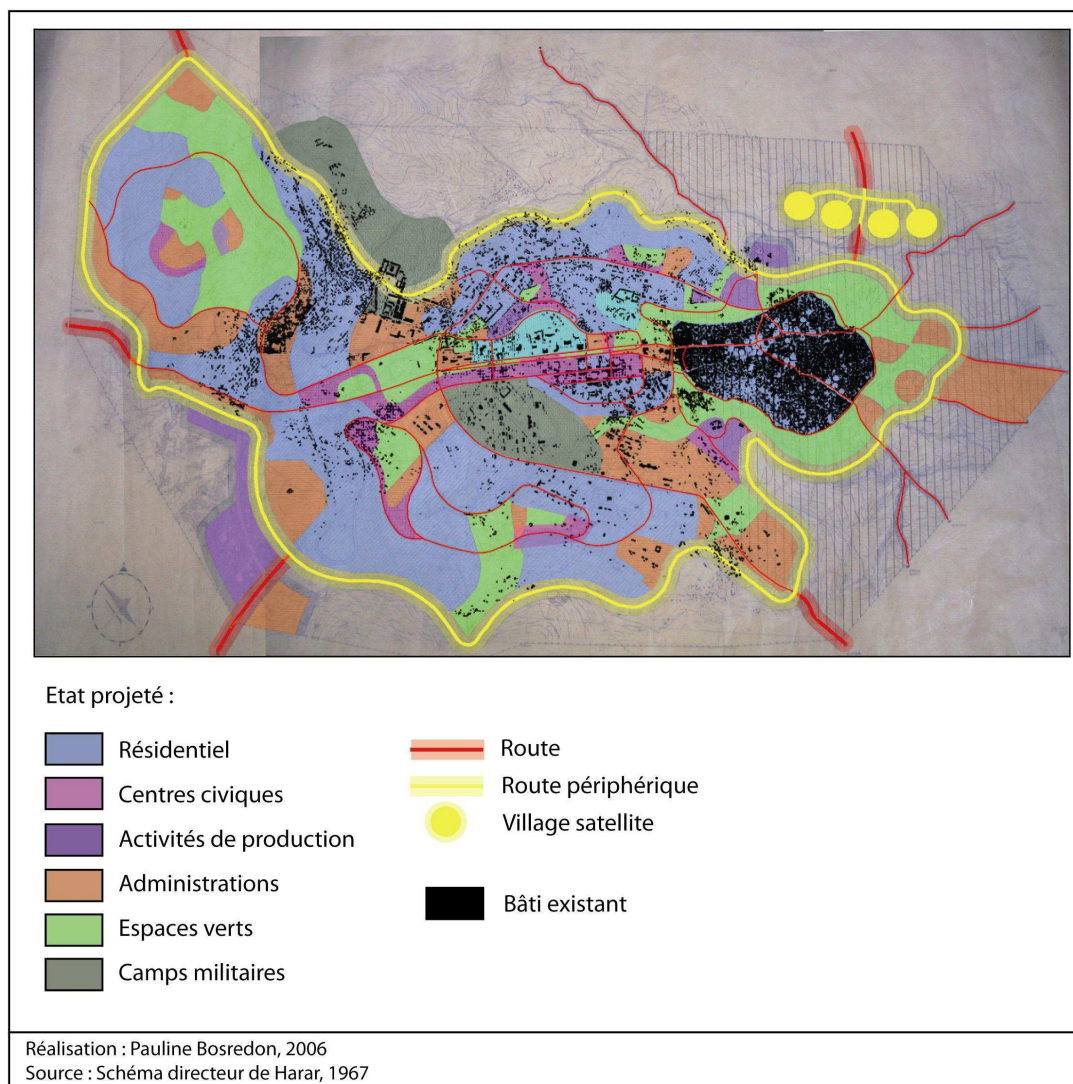 Etat projeté :
Résidentiel
Centres civiques
Activités de production
Administrations
Espaces verts
Camps militaires
Route
Route périphérique
Village satellite
Bâti existant
Réalisation : Pauline Bosredon, 2006
Source : Schéma directeur de Harar, 1967